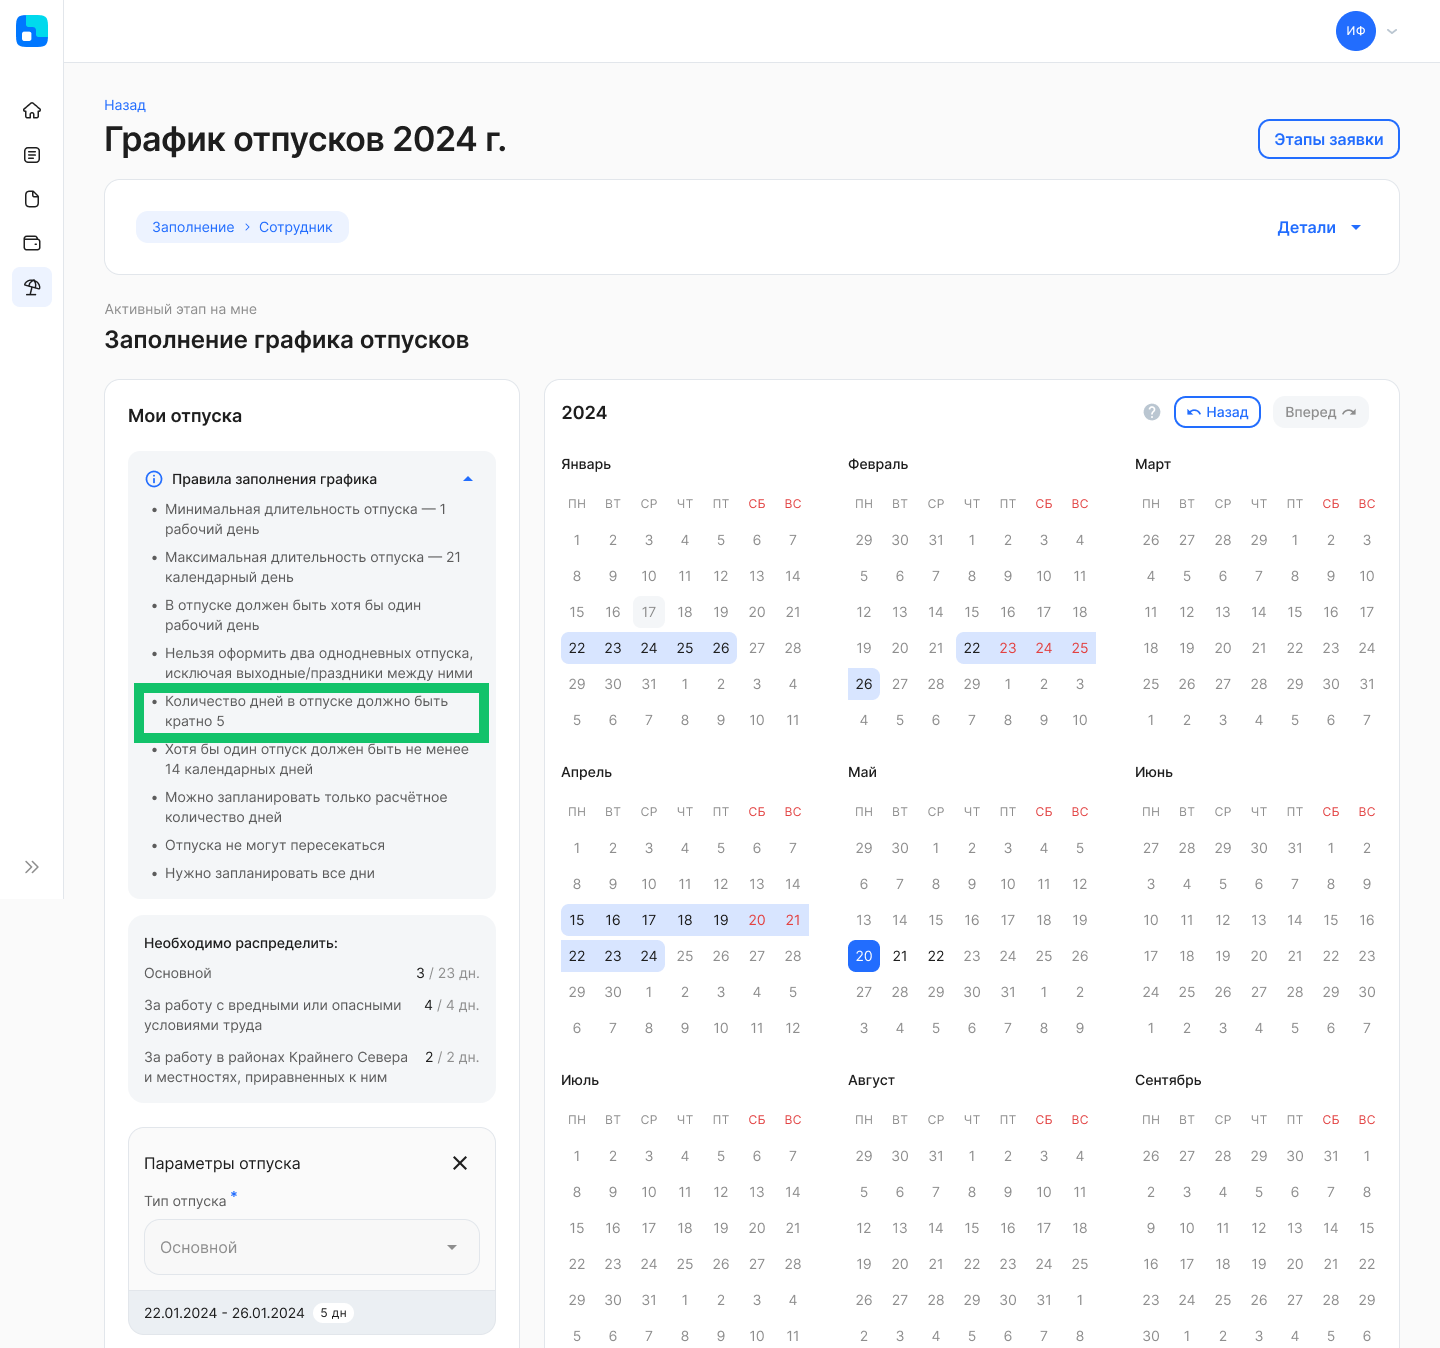 ИФ
Назад
График отпусков 2024 г.
Этапы заявки
Заполнение > Сотрудник
Детали
Активный этап на мне
Заполнение графика отпусков
Мои отпуска
Правила заполнения графика
• Минимальная длительность отпуска — 1
рабочий день
• Максимальная длительность отпуска — 21
календарный день
• В отпуске должен быть хотя бы один
рабочий день
• Нельзя оформить два однодневных отпуска,
исключая выходные/праздники между ними
• Количество дней в отпуске должно быть
кратно 5
• Хотя бы один отпуск должен быть не менее
14 календарных дней
• Можно запланировать только расчётное
количество дней
• Отпуска не могут пересекаться
• Нужно запланировать все дни
Необходимо распределить:
Основной 3 / 23 дн.
За работу с вредными или опасными 4 / 4 дн.
условиями труда
За работу в районах Крайнего Севера 2 / 2 дн.
и местностях, приравненных к ним
Параметры отпуска
Тип отпуска *
Основной
22.01.2024 - 26.01.2024 5 дн
2024
? Назад Вперед
Январь
ПН ВТ СР ЧТ ПТ СБ ВС
1 2 3 4 5 6 7
8 9 10 11 12 13 14
15 16 17 18 19 20 21
22 23 24 25 26 27 28
29 30 31 1 2 3 4
5 6 7 8 9 10 11
Февраль
ПН ВТ СР ЧТ ПТ СБ ВС
29 30 31 1 2 3 4
5 6 7 8 9 10 11
12 13 14 15 16 17 18
19 20 21 22 23 24 25
26 27 28 29 1 2 3
4 5 6 7 8 9 10
Март
ПН ВТ СР ЧТ ПТ СБ ВС
26 27 28 29 1 2 3
4 5 6 7 8 9 10
11 12 13 14 15 16 17
18 19 20 21 22 23 24
25 26 27 28 29 30 31
1 2 3 4 5 6 7
Апрель
ПН ВТ СР ЧТ ПТ СБ ВС
1 2 3 4 5 6 7
8 9 10 11 12 13 14
15 16 17 18 19 20 21
22 23 24 25 26 27 28
29 30 1 2 3 4 5
6 7 8 9 10 11 12
Май
ПН ВТ СР ЧТ ПТ СБ ВС
29 30 1 2 3 4 5
6 7 8 9 10 11 12
13 14 15 16 17 18 19
20 21 22 23 24 25 26
27 28 29 30 31 1 2
3 4 5 6 7 8 9
Июнь
ПН ВТ СР ЧТ ПТ СБ ВС
27 28 29 30 31 1 2
3 4 5 6 7 8 9
10 11 12 13 14 15 16
17 18 19 20 21 22 23
24 25 26 27 28 29 30
1 2 3 4 5 6 7
Июль
ПН ВТ СР ЧТ ПТ СБ ВС
1 2 3 4 5 6 7
8 9 10 11 12 13 14
15 16 17 18 19 20 21
22 23 24 25 26 27 28
29 30 31 1 2 3 4
5 6 7 8 9 10 11
Август
ПН ВТ СР ЧТ ПТ СБ ВС
29 30 31 1 2 3 4
5 6 7 8 9 10 11
12 13 14 15 16 17 18
19 20 21 22 23 24 25
26 27 28 29 30 31 1
2 3 4 5 6 7 8
Сентябрь
ПН ВТ СР ЧТ ПТ СБ ВС
26 27 28 29 30 31 1
2 3 4 5 6 7 8
9 10 11 12 13 14 15
16 17 18 19 20 21 22
23 24 25 26 27 28 29
30 1 2 3 4 5 6